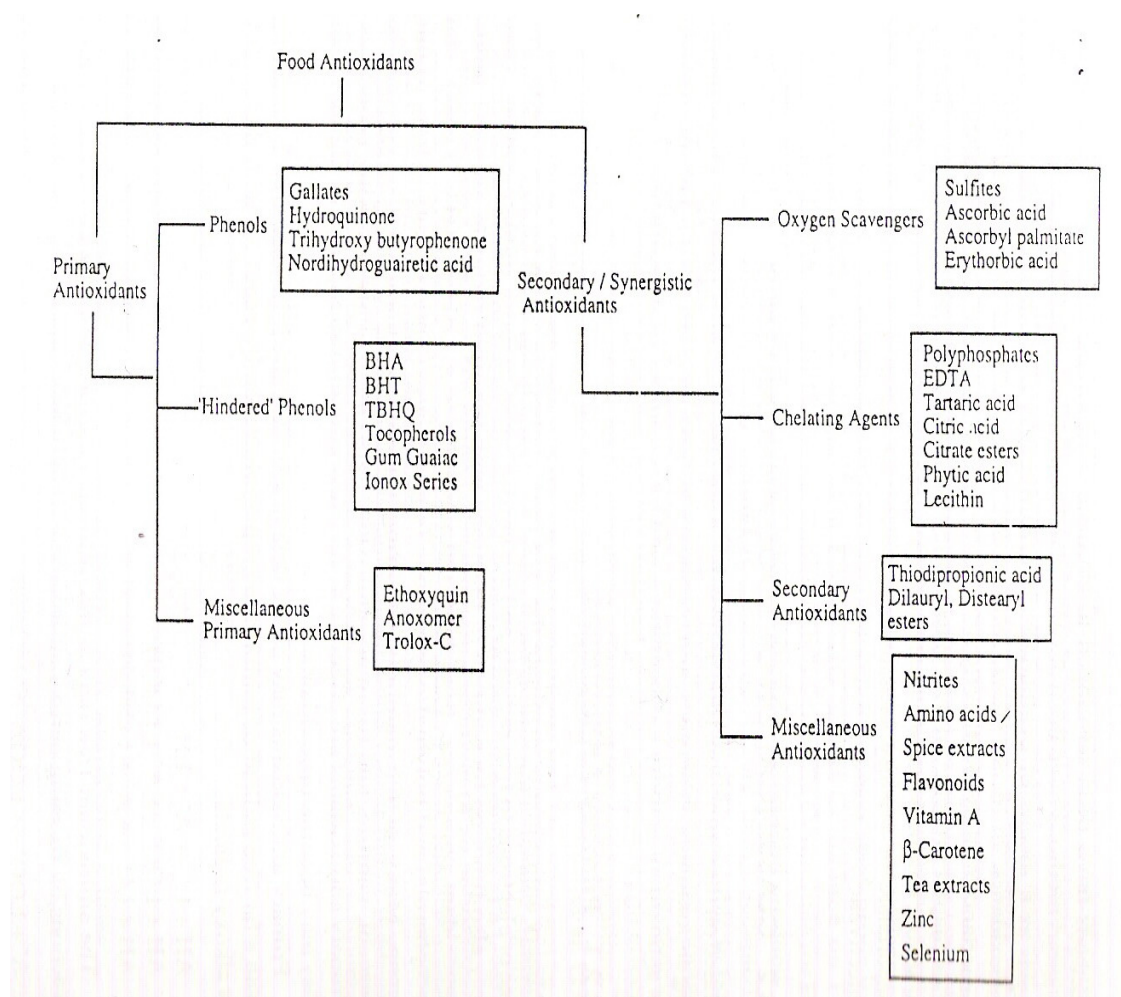 Food Antioxidants
Primary
Antioxidants
Phenols
Gallates
Hydroquinone
Trihydroxy butyrophenone
Nordihydroguairetic acid
'Hindered' Phenols
BHA
BHT
TBHQ
Tocopherols
Gum Guaiac
Ionox Series
Miscellaneous
Primary Antioxidants
Ethoxyquin
Anoxomer
Trolox-C
Secondary / Synergistic
Antioxidants
Oxygen Scavengers
Sulfites
Ascorbic acid
Ascorbyl palmitate
Erythorbic acid
Chelating Agents
Polyphosphates
EDTA
Tartaric acid
Citric acid
Citrate esters
Phytic acid
Lecithin
Secondary
Antioxidants
Thiodipropionic acid
Dilauryl, Distearyl
esters
Miscellaneous
Antioxidants
Nitrites
Amino acids
Spice extracts
Flavonoids
Vitamin A
β-Carotene
Tea extracts
Zinc
Selenium